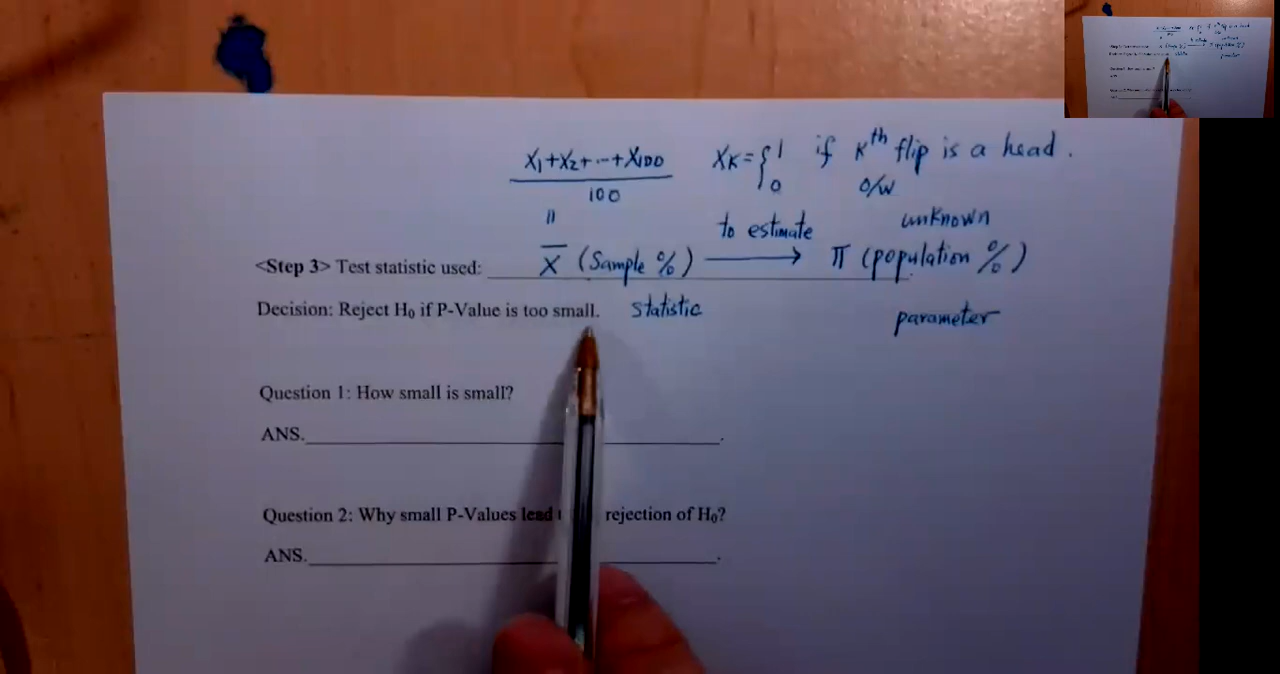 X1+X2+...+X100 XK={1 if Kth flip is a head.
100 0 o/w
"
to estimate unknown
<Step 3> Test statistic used: X̄ (Sample %) → π (population %)
Decision: Reject H0 if P-Value is too small. statistic parameter
Question 1: How small is small?
ANS.
Question 2: Why small P-Values lead rejection of H0?
ANS.